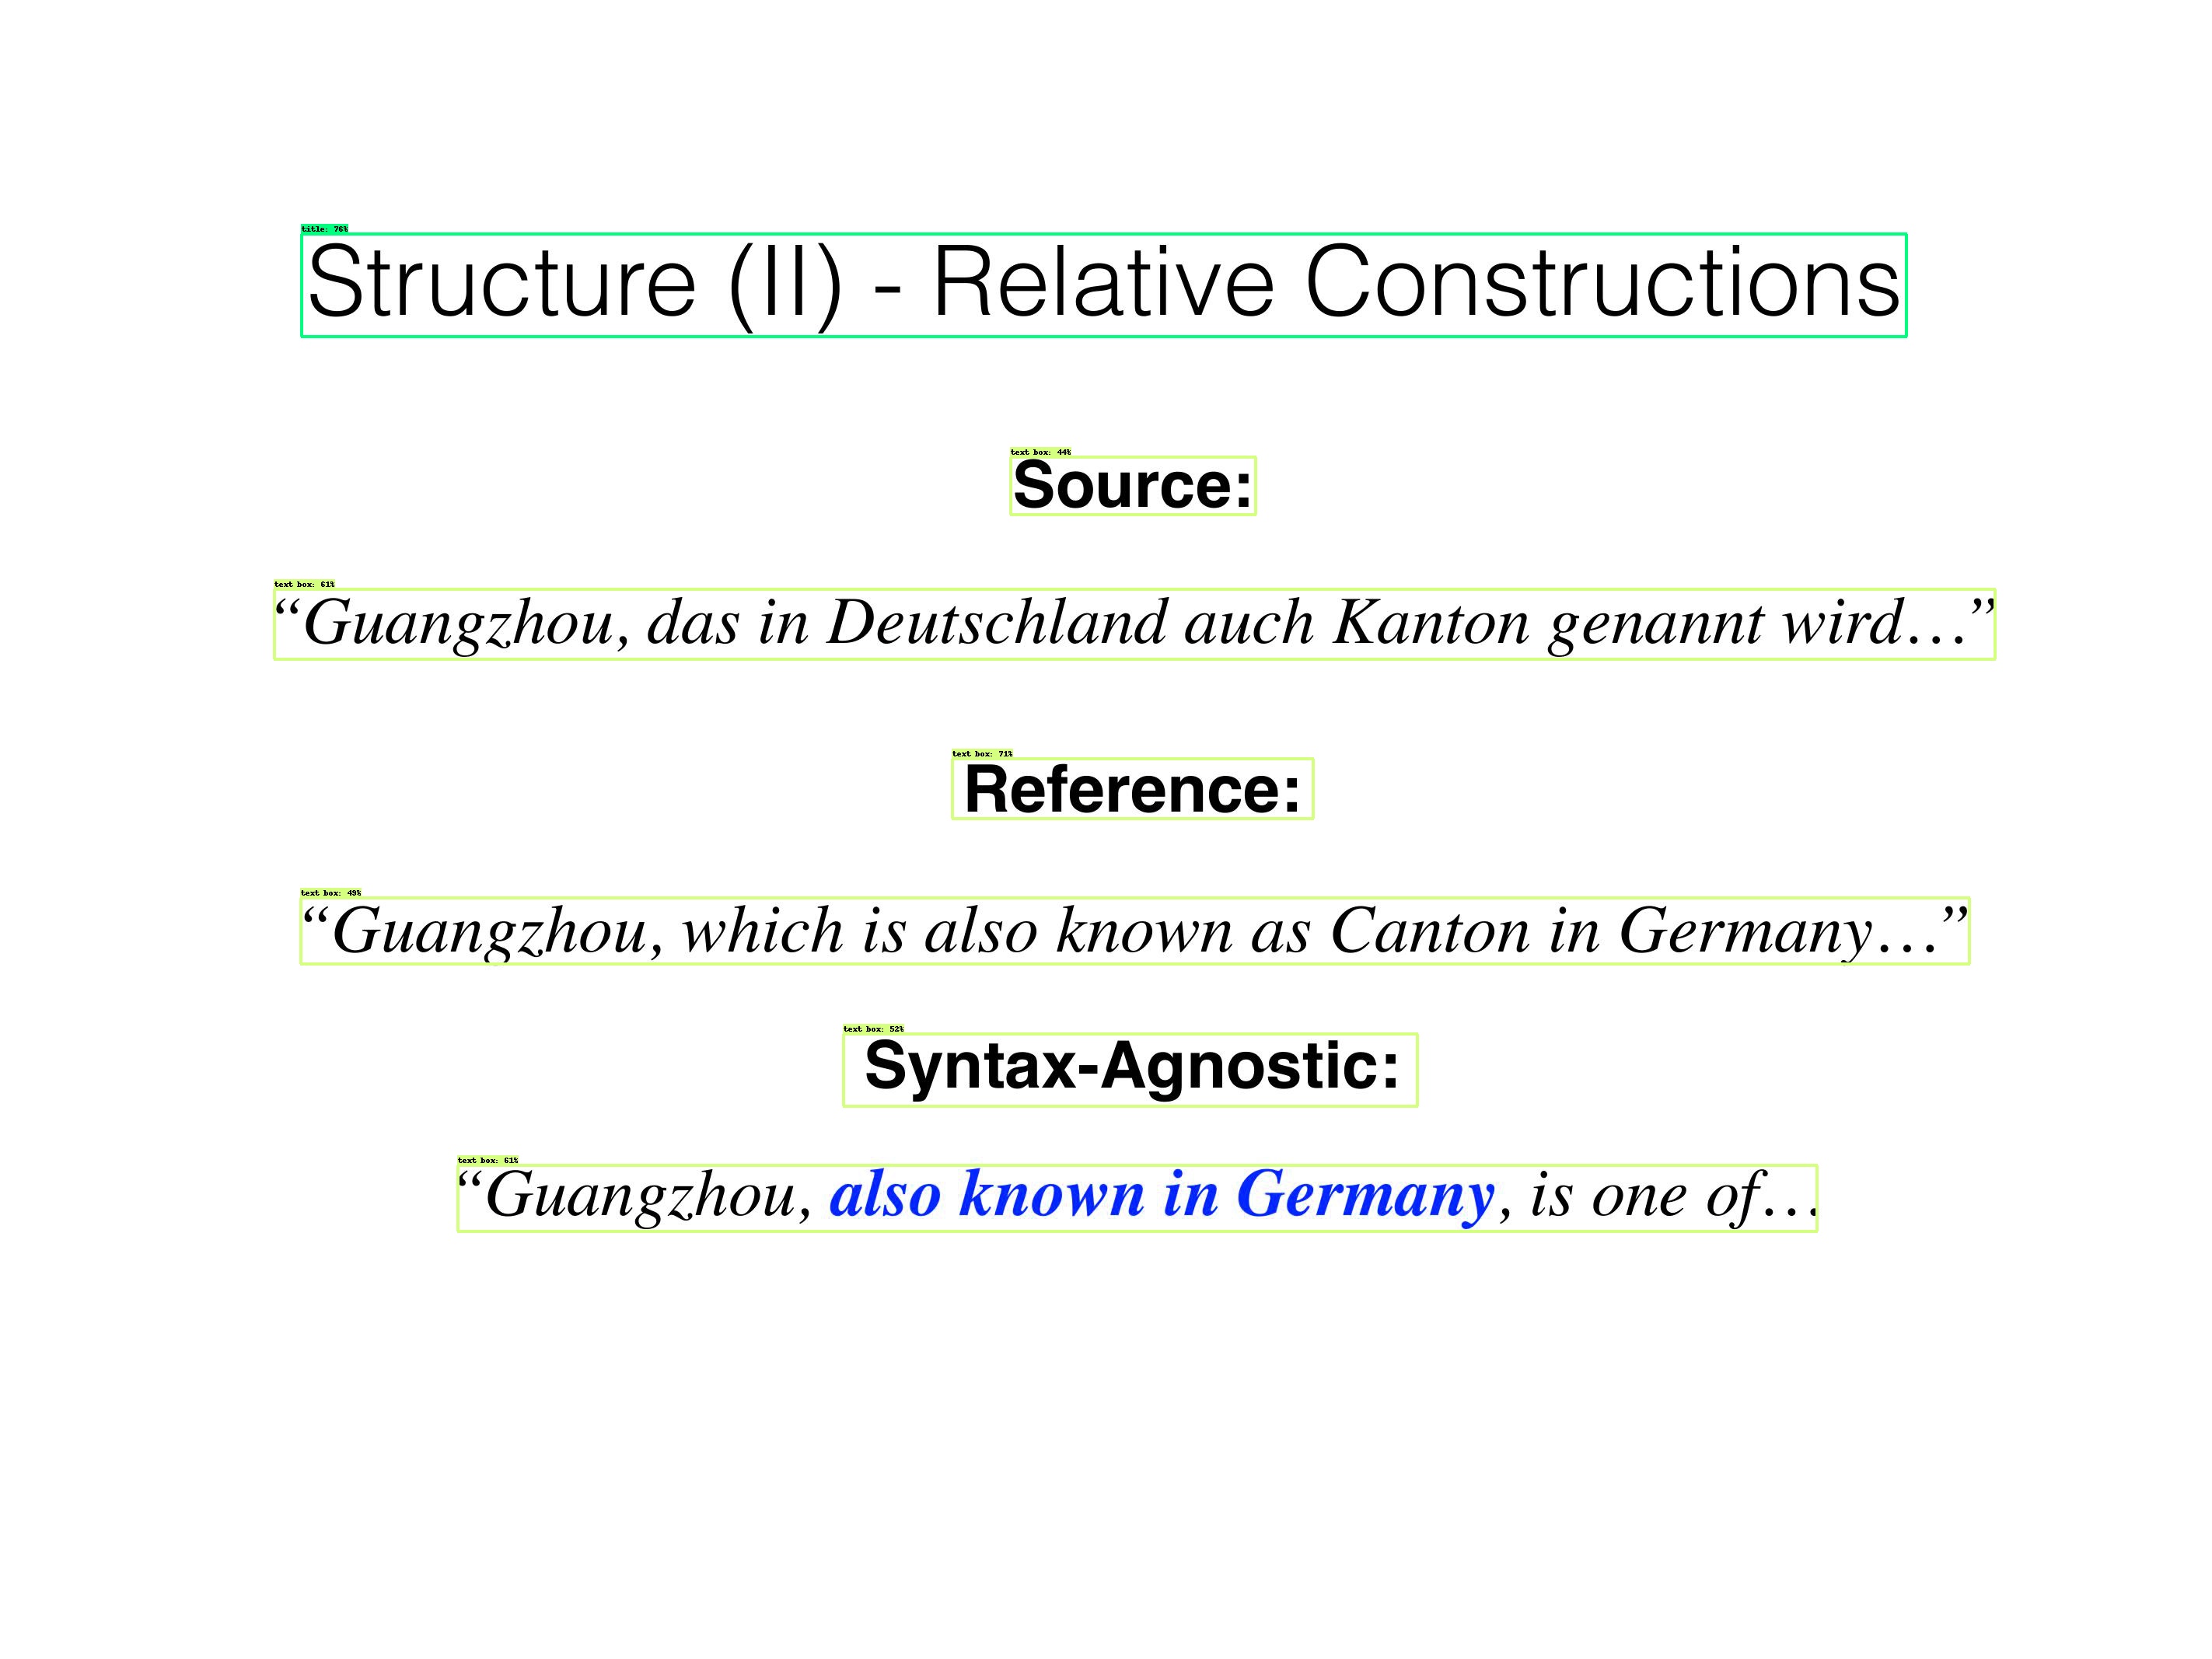 title: 76%
Structure (II) - Relative Constructions
text box: 44%
Source:
text box: 61%
“Guangzhou, das in Deutschland auch Kanton genannt wird…”
text box: 71%
Reference:
text box: 49%
“Guangzhou, which is also known as Canton in Germany…”
text box: 52%
Syntax-Agnostic:
text box: 61%
“Guangzhou, also known in Germany, is one of…